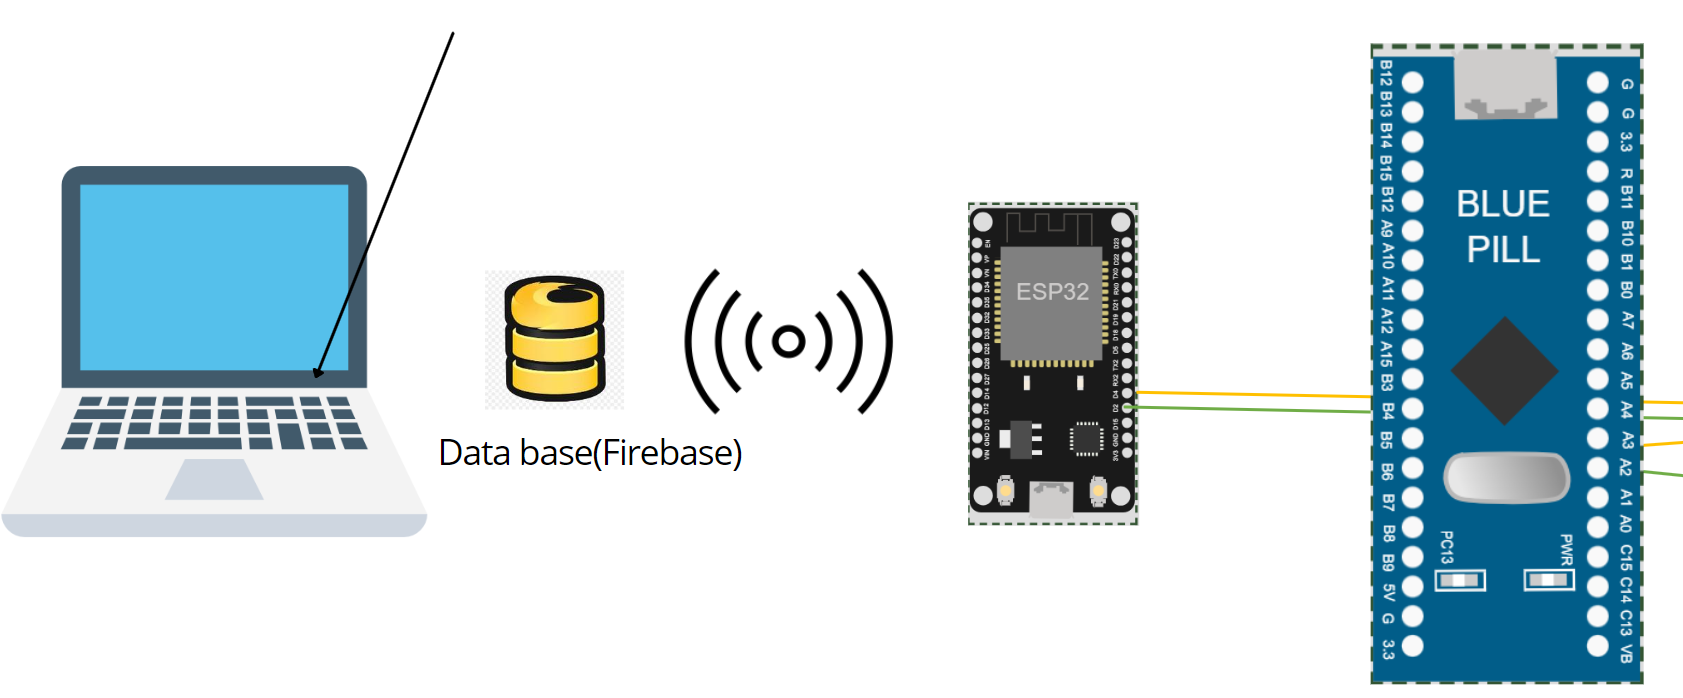 Data base(Firebase)
ESP32
EN
VP
VN
D34
D35
D32
D33
D25
D26
D27
D14
D12
D13
GND
VIN
D23
D22
TX0
RX0
D21
D19
D18
D5
TX2
RX2
D4
D2
D15
GND
3V3
BLUE
PILL
B12
B13
B14
B15
B12
A9
A10
A11
A12
A15
B3
B4
B5
B6
B7
B8
B9
5V
G
3.3
G
G
3.3
R
B11
B10
B1
B0
A7
A6
A5
A4
A3
A2
A1
A0
C15
C14
C13
VB
PC13
PWR